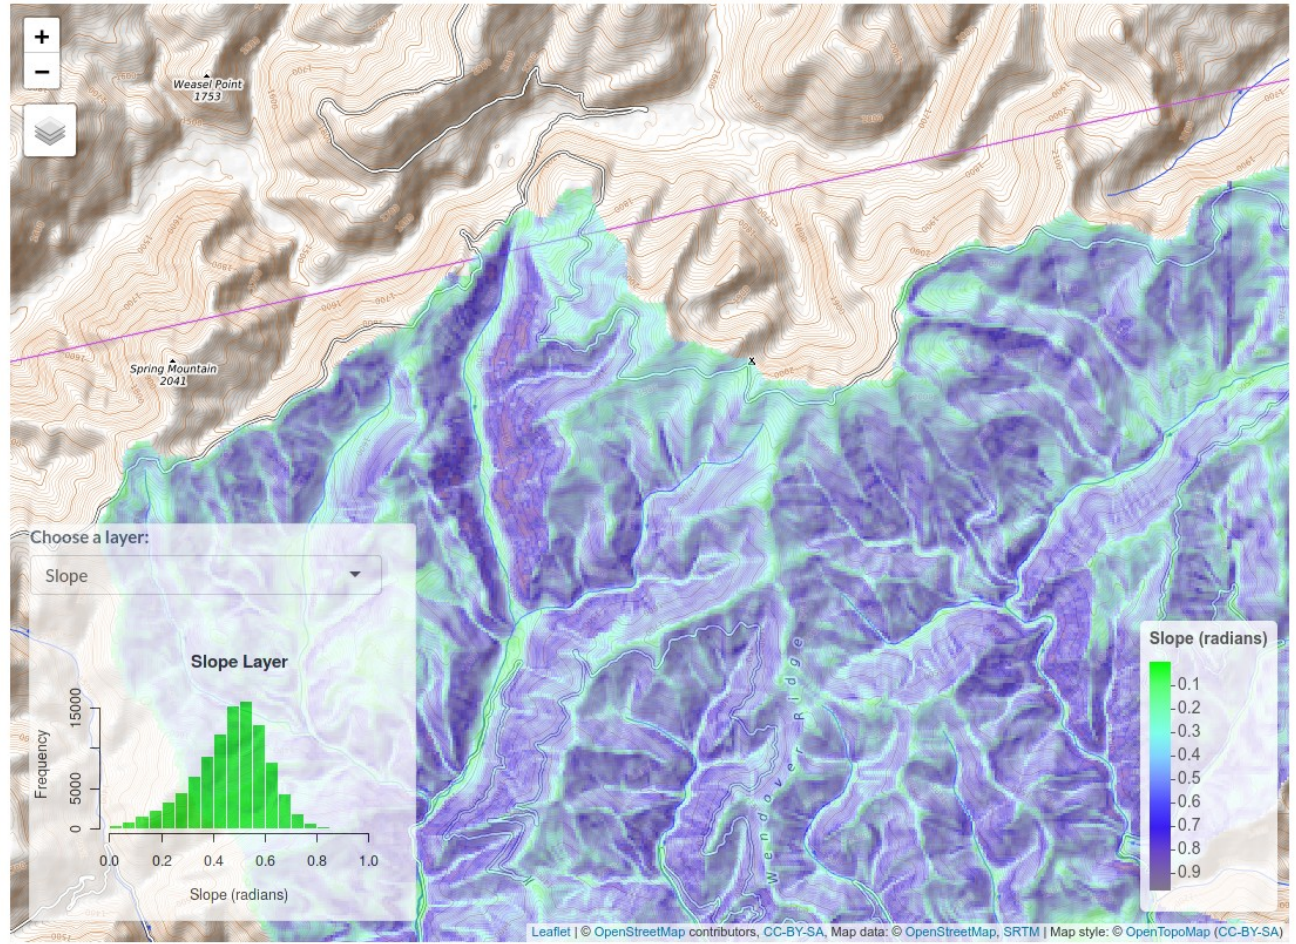 +
−
Weasel Point
1753
Spring Mountain
2041
Wendover Ridge
Choose a layer:
Slope
Slope Layer
Frequency
15000
5000
0
0.0 0.2 0.4 0.6 0.8 1.0
Slope (radians)
Slope (radians)
0.1
0.2
0.3
0.4
0.5
0.6
0.7
0.8
0.9
Leaflet | © OpenStreetMap contributors, CC-BY-SA, Map data: © OpenStreetMap, SRTM | Map style: © OpenTopoMap (CC-BY-SA)